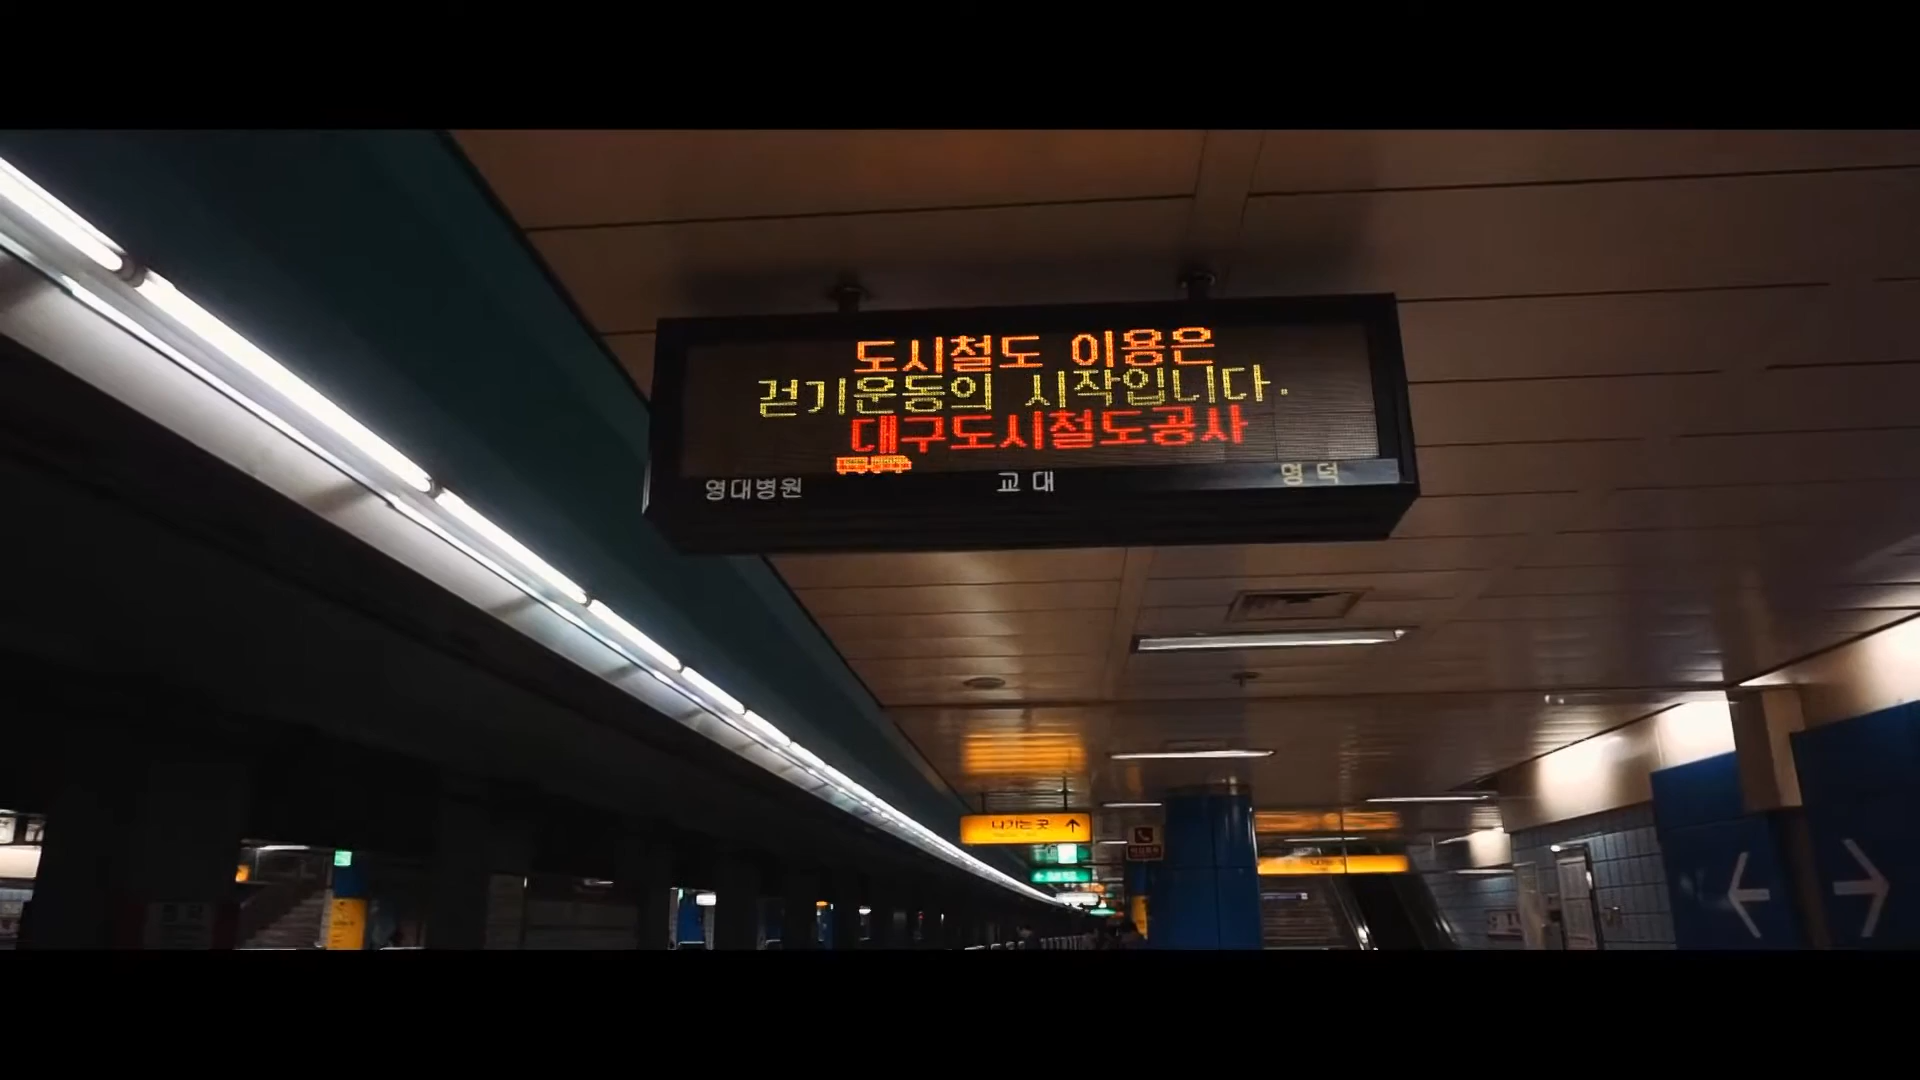 도시철도 이용은
걷기운동의 시작입니다.
대구도시철도공사
영대병원 교대 명덕
나가는 곳